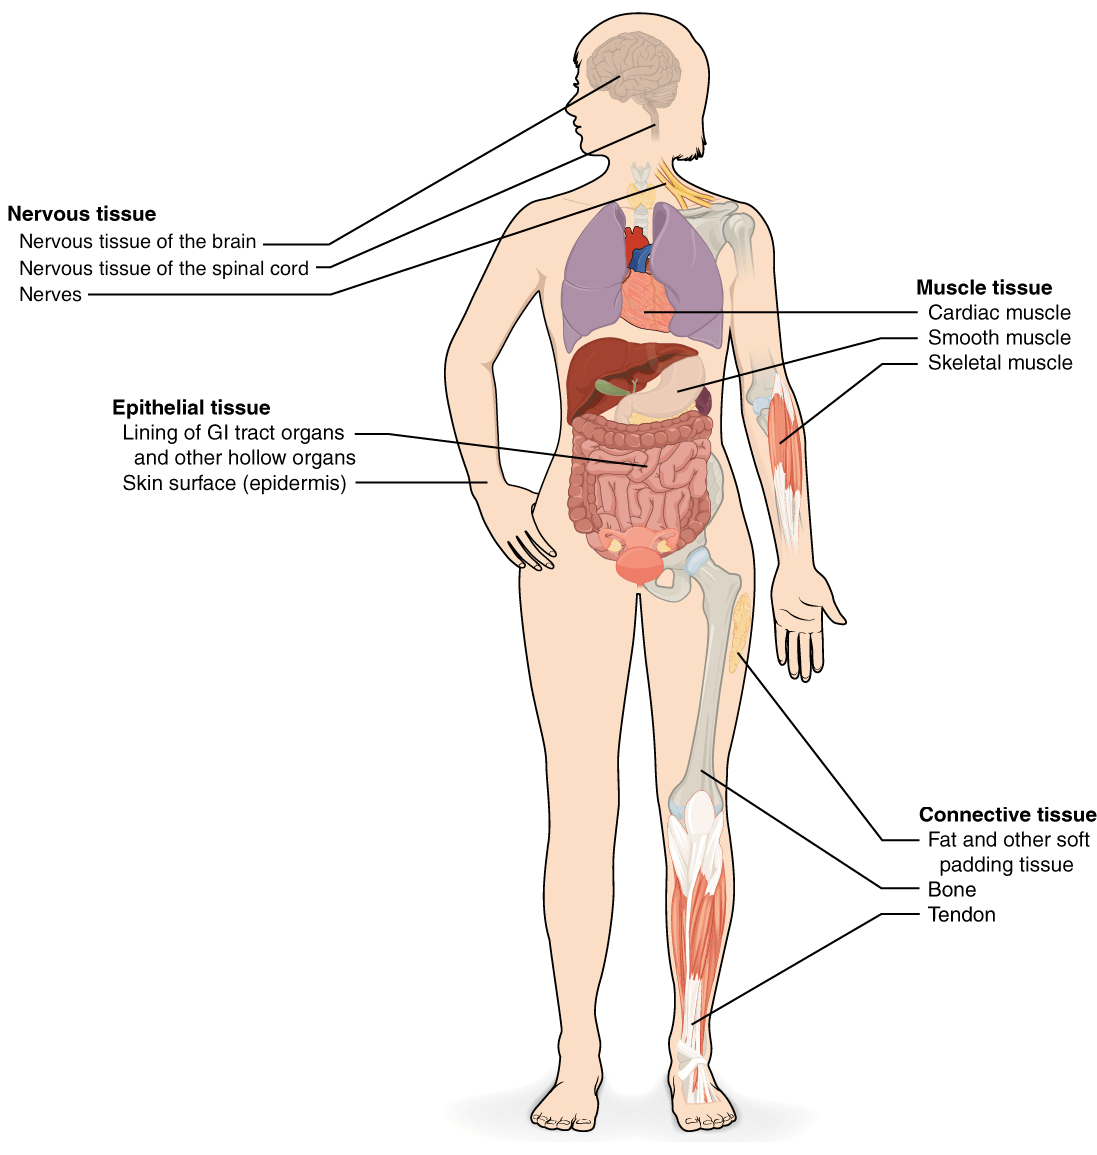 Nervous tissue
Nervous tissue of the brain
Nervous tissue of the spinal cord
Nerves
Muscle tissue
Cardiac muscle
Smooth muscle
Skeletal muscle
Epithelial tissue
Lining of GI tract organs
and other hollow organs
Skin surface (epidermis)
Connective tissue
Fat and other soft
padding tissue
Bone
Tendon